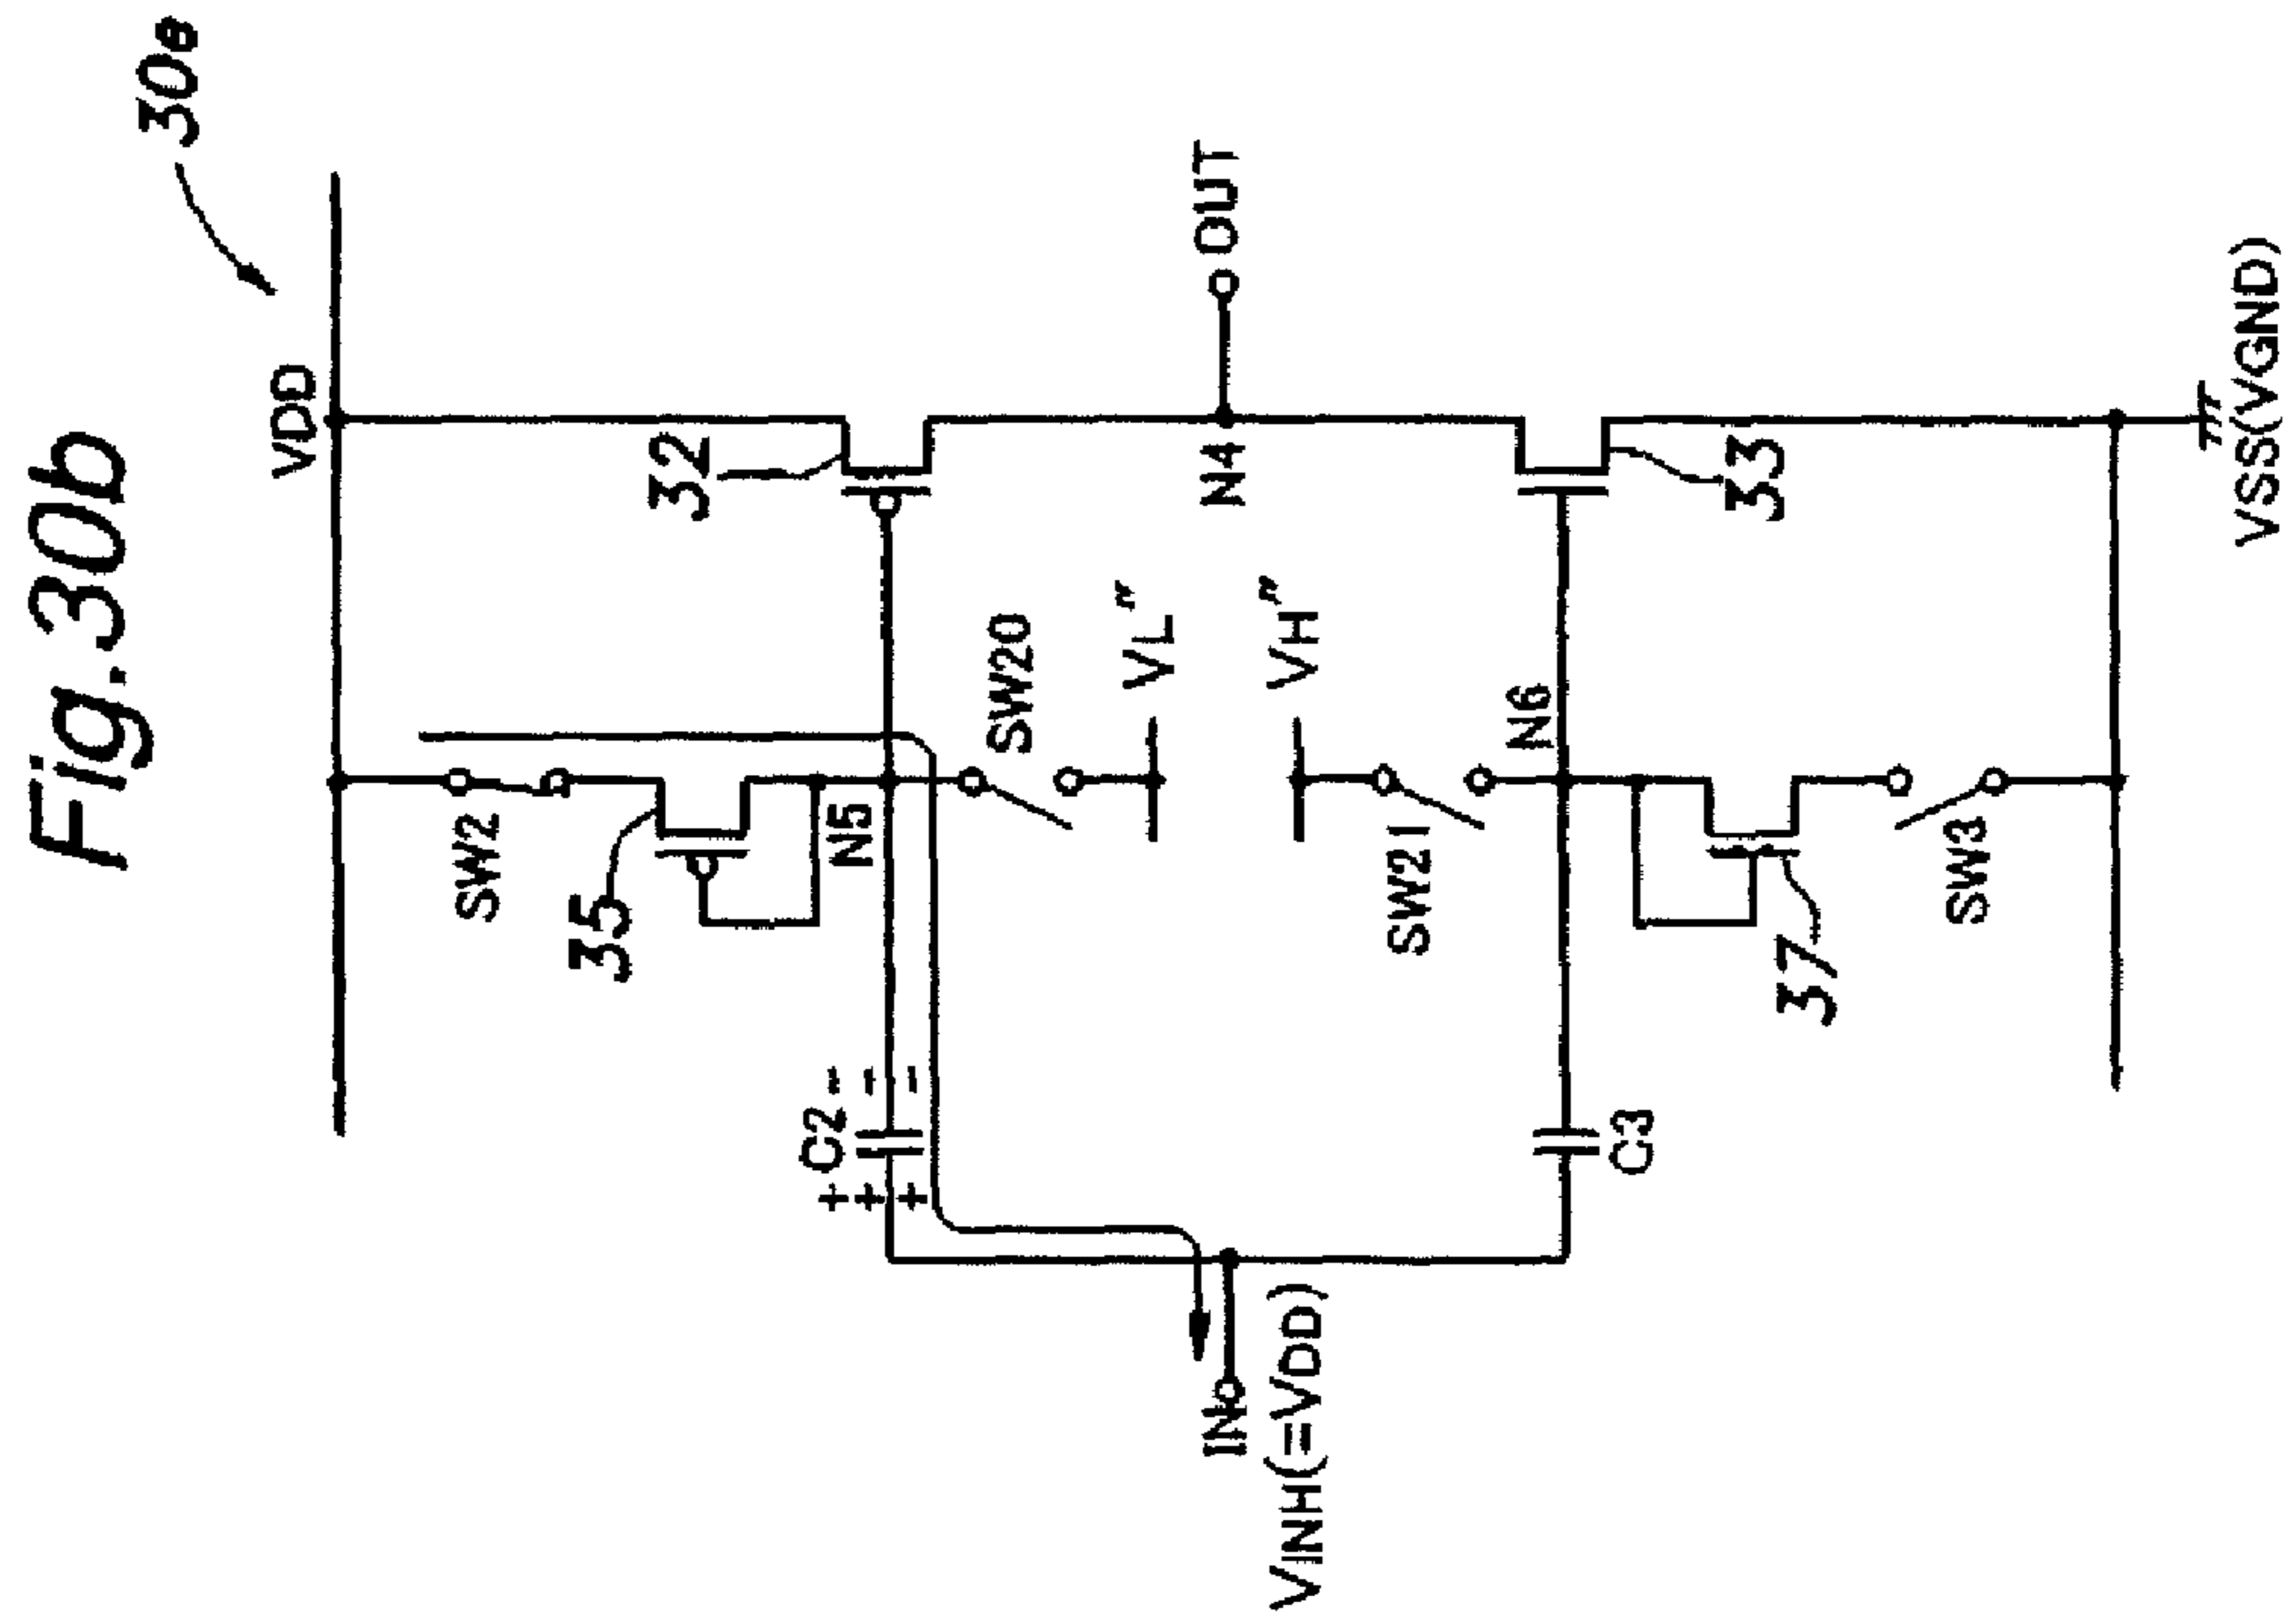 Fig. 30b
30s
VDD
SW2
35
32
N5
C2
- - -
+ + +
SW20
VL"
VH"
N4
OUT
IN
VINH(=VDD)
SW21
N6
C3
33
37
SW3
VSS(VGND)